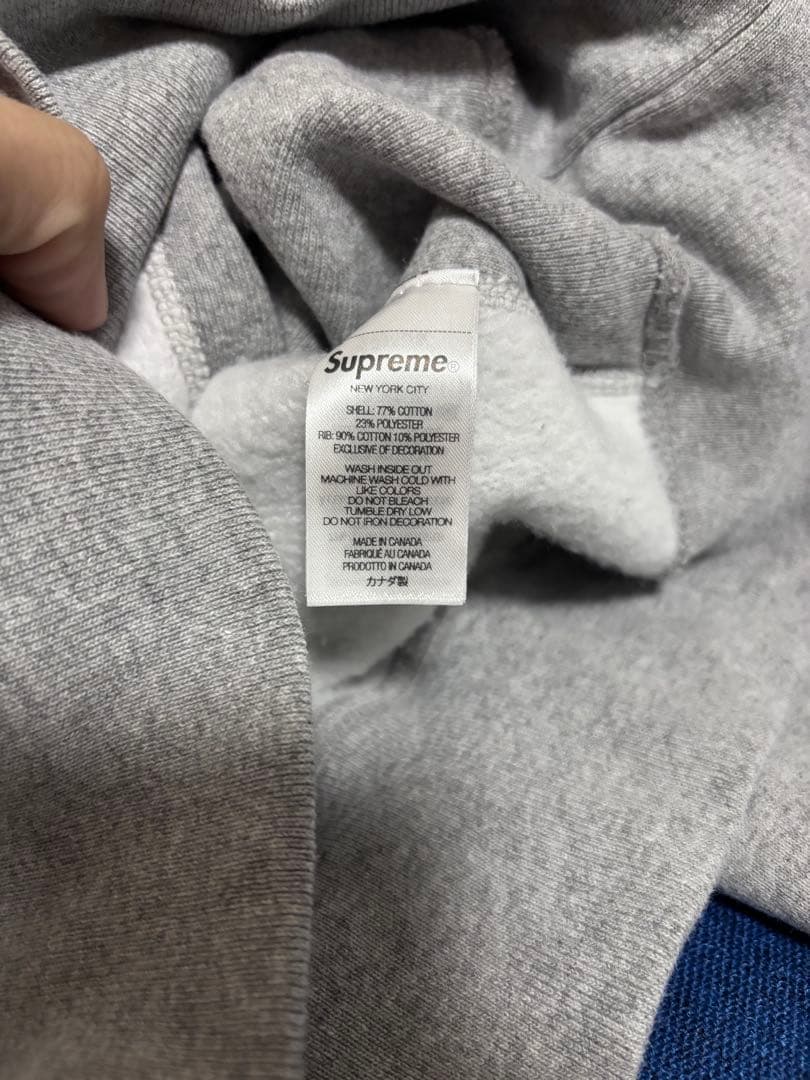 Supreme®
NEW YORK CITY
SHELL: 77% COTTON
23% POLYESTER
RIB: 90% COTTON 10% POLYESTER
EXCLUSIVE OF DECORATION
WASH INSIDE OUT
MACHINE WASH COLD WITH
LIKE COLORS
DO NOT BLEACH
TUMBLE DRY LOW
DO NOT IRON DECORATION
MADE IN CANADA
FABRIQUÉ AU CANADA
PRODOTTO IN CANADA
カナダ製